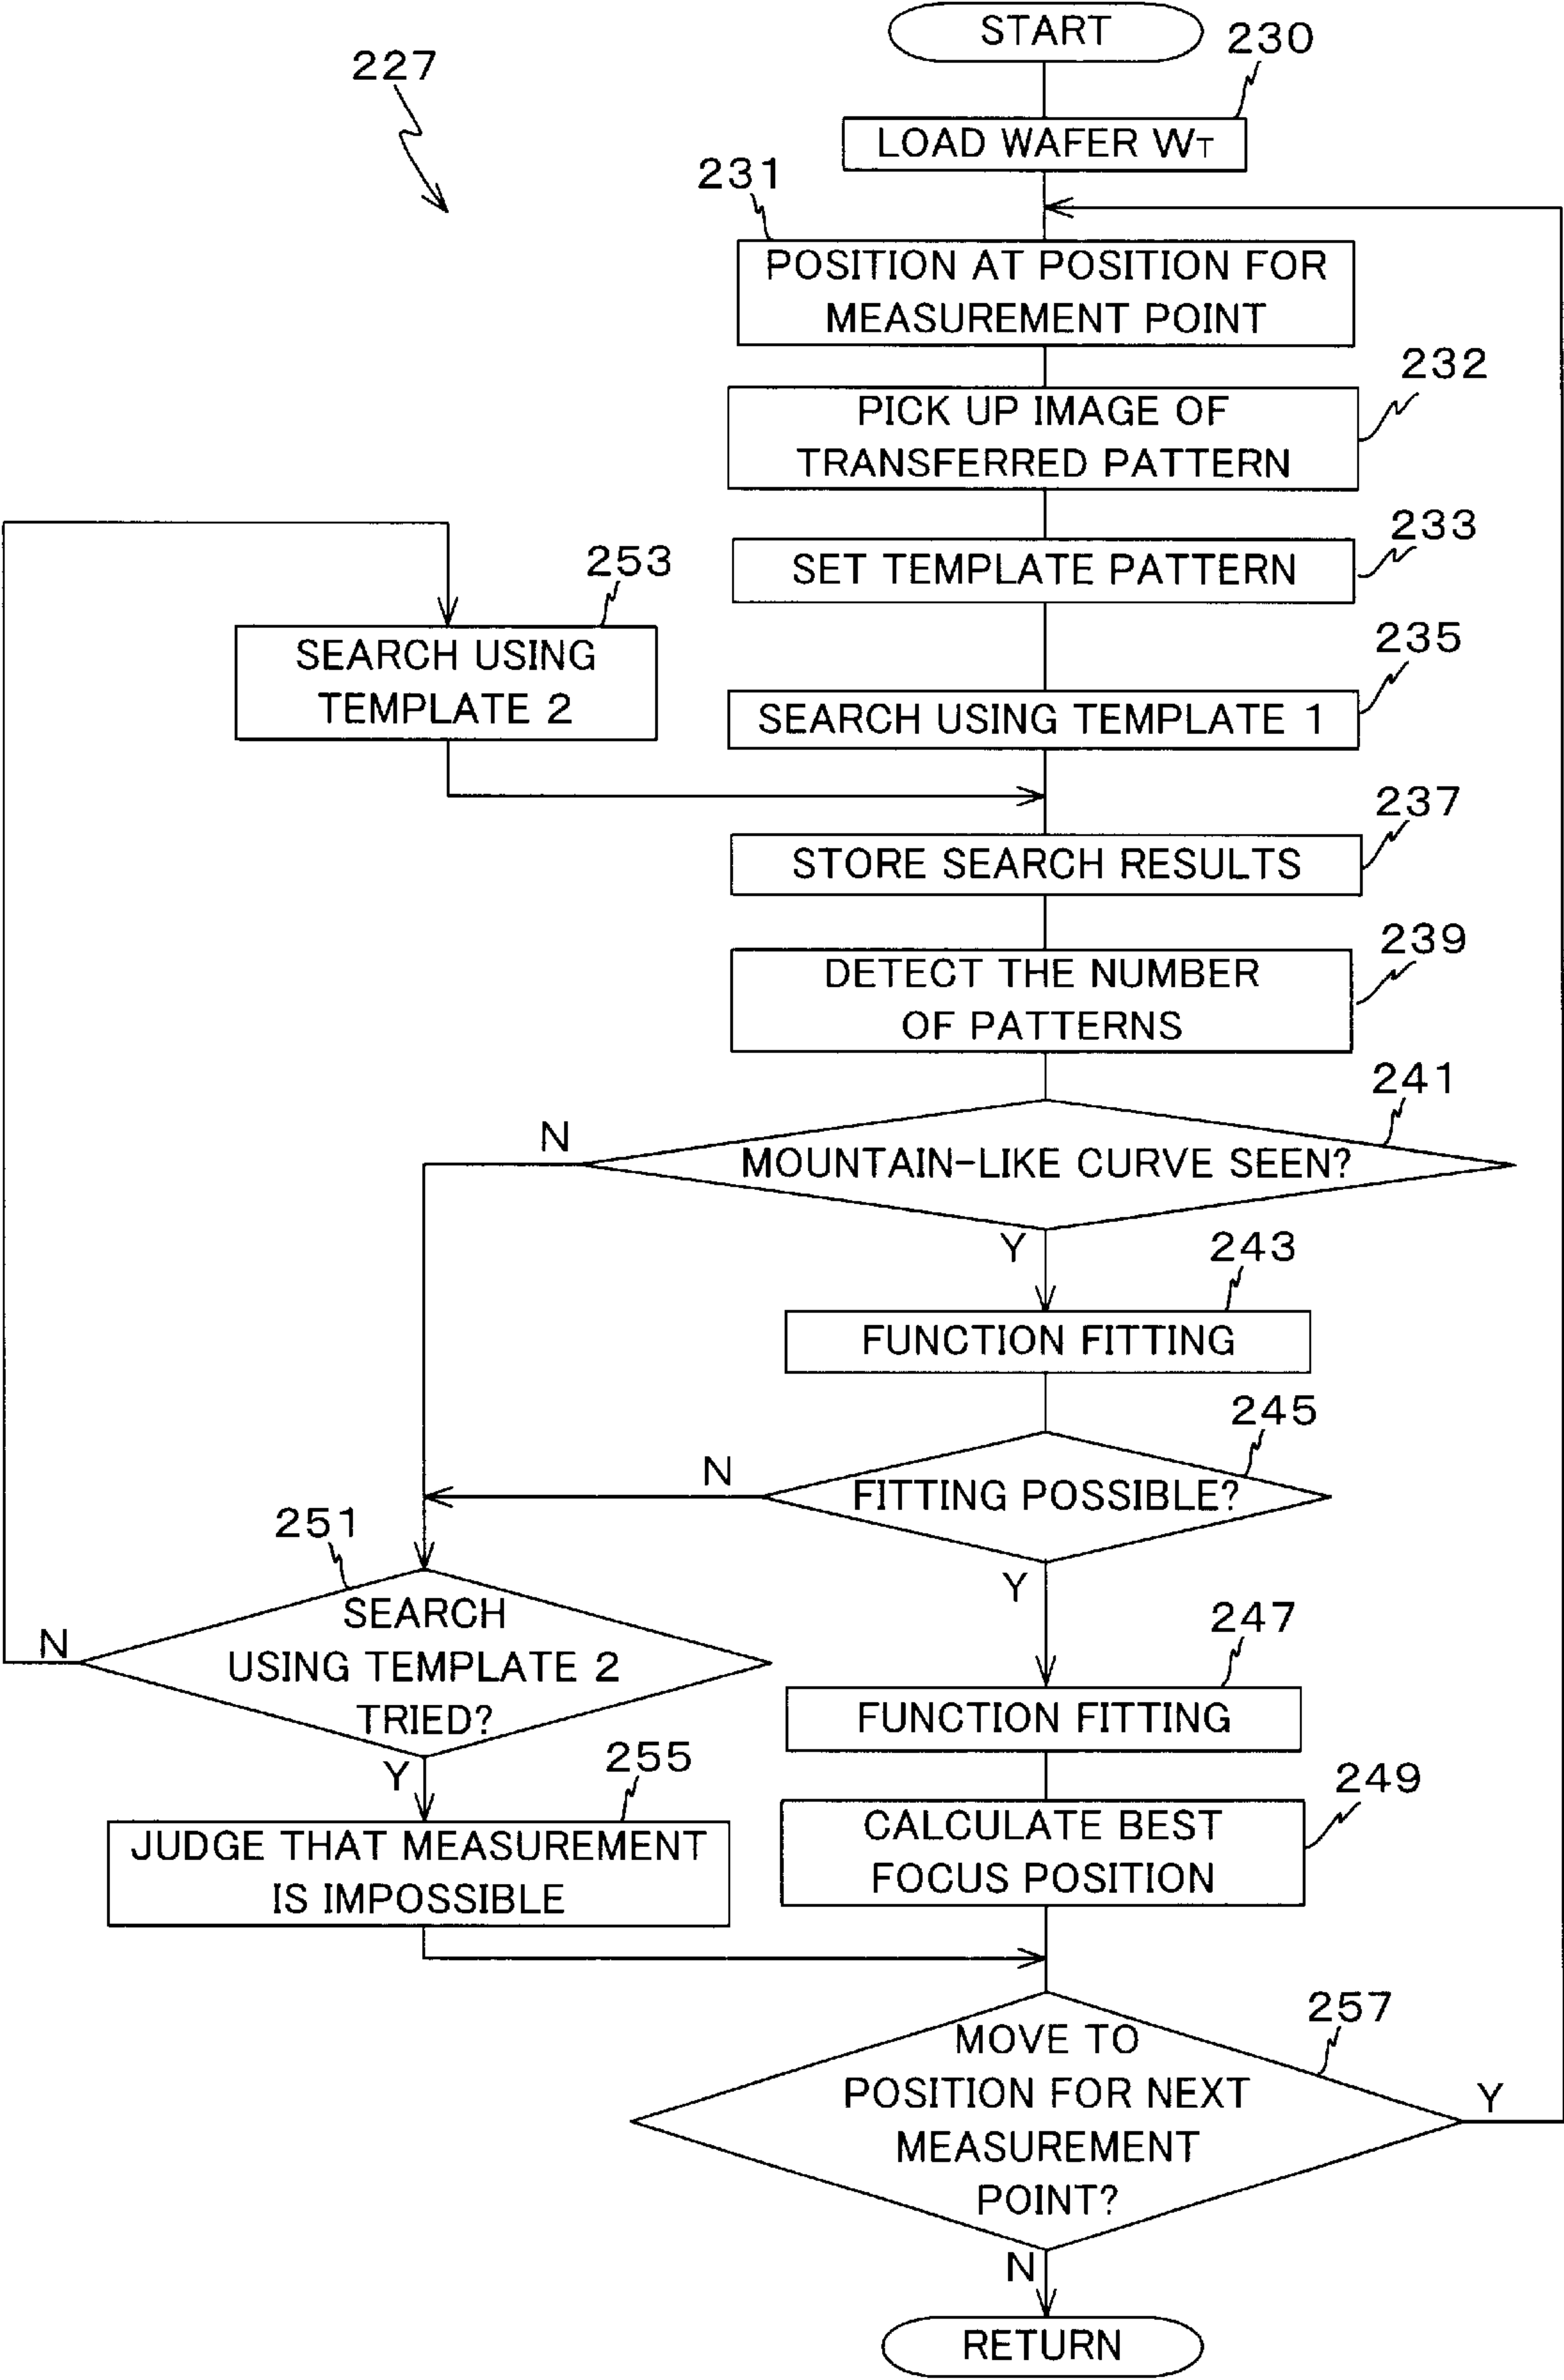 START
230
227
LOAD WAFER WT
231
POSITION AT POSITION FOR
MEASUREMENT POINT
232
PICK UP IMAGE OF
TRANSFERRED PATTERN
233
SET TEMPLATE PATTERN
253
SEARCH USING
TEMPLATE 2
235
SEARCH USING TEMPLATE 1
237
STORE SEARCH RESULTS
239
DETECT THE NUMBER
OF PATTERNS
241
N
MOUNTAIN-LIKE CURVE SEEN?
Y
243
FUNCTION FITTING
245
N
FITTING POSSIBLE?
Y
251
N
SEARCH
USING TEMPLATE 2
TRIED?
Y
247
FUNCTION FITTING
255
JUDGE THAT MEASUREMENT
IS IMPOSSIBLE
249
CALCULATE BEST
FOCUS POSITION
257
MOVE TO
POSITION FOR NEXT
MEASUREMENT
POINT?
Y
N
RETURN